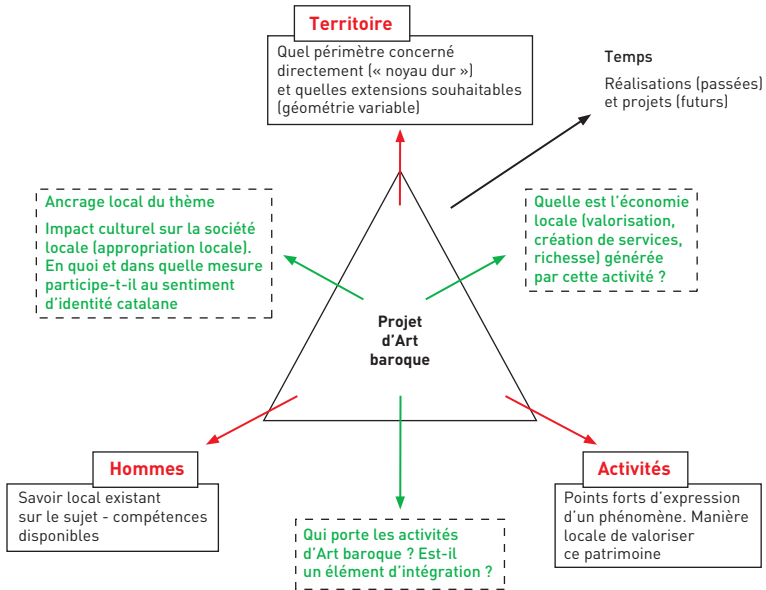 Territoire
Quel périmètre concerné
directement (« noyau dur »)
et quelles extensions souhaitables
(géométrie variable)
Temps
Réalisations (passées)
et projets (futurs)
Ancrage local du thème
Impact culturel sur la société
locale (appropriation locale).
En quoi et dans quelle mesure
participe-t-il au sentiment
d’identité catalane
Quelle est l’économie
locale (valorisation,
création de services,
richesse) générée
par cette activité ?
Projet
d’Art
baroque
Hommes
Savoir local existant
sur le sujet - compétences
disponibles
Qui porte les activités
d’Art baroque ? Est-il
un élément d’intégration ?
Activités
Points forts d’expression
d’un phénomène. Manière
locale de valoriser
ce patrimoine